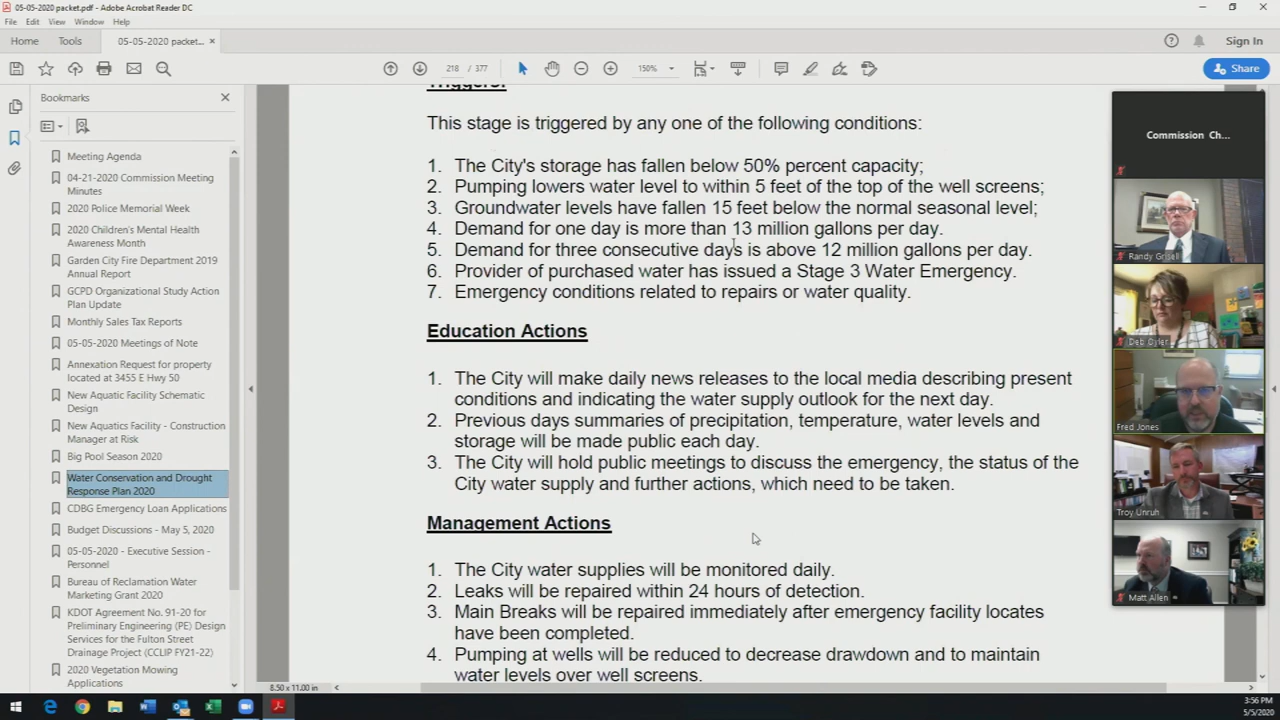 05-05-2020 packet.pdf - Adobe Acrobat Reader DC
File Edit View Window Help
Home Tools 05-05-2020 packet... × Sign In
218 / 377 150% Share
Bookmarks
Meeting Agenda
04-21-2020 Commission Meeting
Minutes
2020 Police Memorial Week
2020 Children's Mental Health
Awareness Month
Garden City Fire Department 2019
Annual Report
GCPD Organizational Study Action
Plan Update
Monthly Sales Tax Reports
05-05-2020 Meetings of Note
Annexation Request for property
located at 3455 E Hwy 50
New Aquatic Facility Schematic
Design
New Aquatics Facility - Construction
Manager at Risk
Big Pool Season 2020
Water Conservation and Drought
Response Plan 2020
CDBG Emergency Loan Applications
Budget Discussions - May 5, 2020
05-05-2020 - Executive Session -
Personnel
Bureau of Reclamation Water
Marketing Grant 2020
KDOT Agreement No. 91-20 for
Preliminary Engineering (PE) Design
Services for the Fulton Street
Drainage Project (CCLIP FY21-22)
2020 Vegetation Mowing
Applications
Triggers:
This stage is triggered by any one of the following conditions:
1. The City's storage has fallen below 50% percent capacity;
2. Pumping lowers water level to within 5 feet of the top of the well screens;
3. Groundwater levels have fallen 15 feet below the normal seasonal level;
4. Demand for one day is more than 13 million gallons per day.
5. Demand for three consecutive days is above 12 million gallons per day.
6. Provider of purchased water has issued a Stage 3 Water Emergency.
7. Emergency conditions related to repairs or water quality.
Education Actions
1. The City will make daily news releases to the local media describing present
conditions and indicating the water supply outlook for the next day.
2. Previous days summaries of precipitation, temperature, water levels and
storage will be made public each day.
3. The City will hold public meetings to discuss the emergency, the status of the
City water supply and further actions, which need to be taken.
Management Actions
1. The City water supplies will be monitored daily.
2. Leaks will be repaired within 24 hours of detection.
3. Main Breaks will be repaired immediately after emergency facility locates
have been completed.
4. Pumping at wells will be reduced to decrease drawdown and to maintain
water levels over well screens.
8.50 x 11.00 in
Commission Ch...
Randy Grisell
Deb Oyler
Fred Jones
Troy Unruh
Matt Allen
3:56 PM
5/5/2020